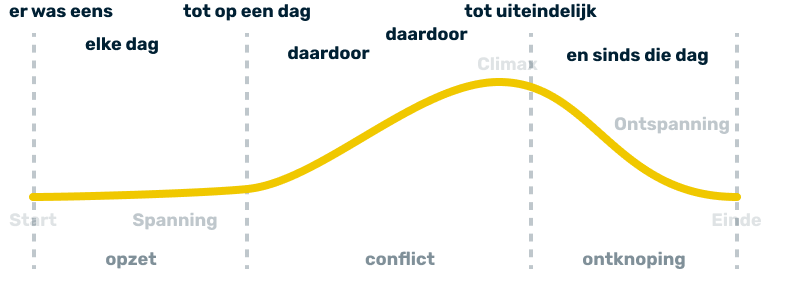 er was eens
tot op een dag
tot uiteindelijk
elke dag
daardoor
daardoor
en sinds die dag
Climax
Ontspanning
Start
Spanning
Einde
opzet
conflict
ontknoping